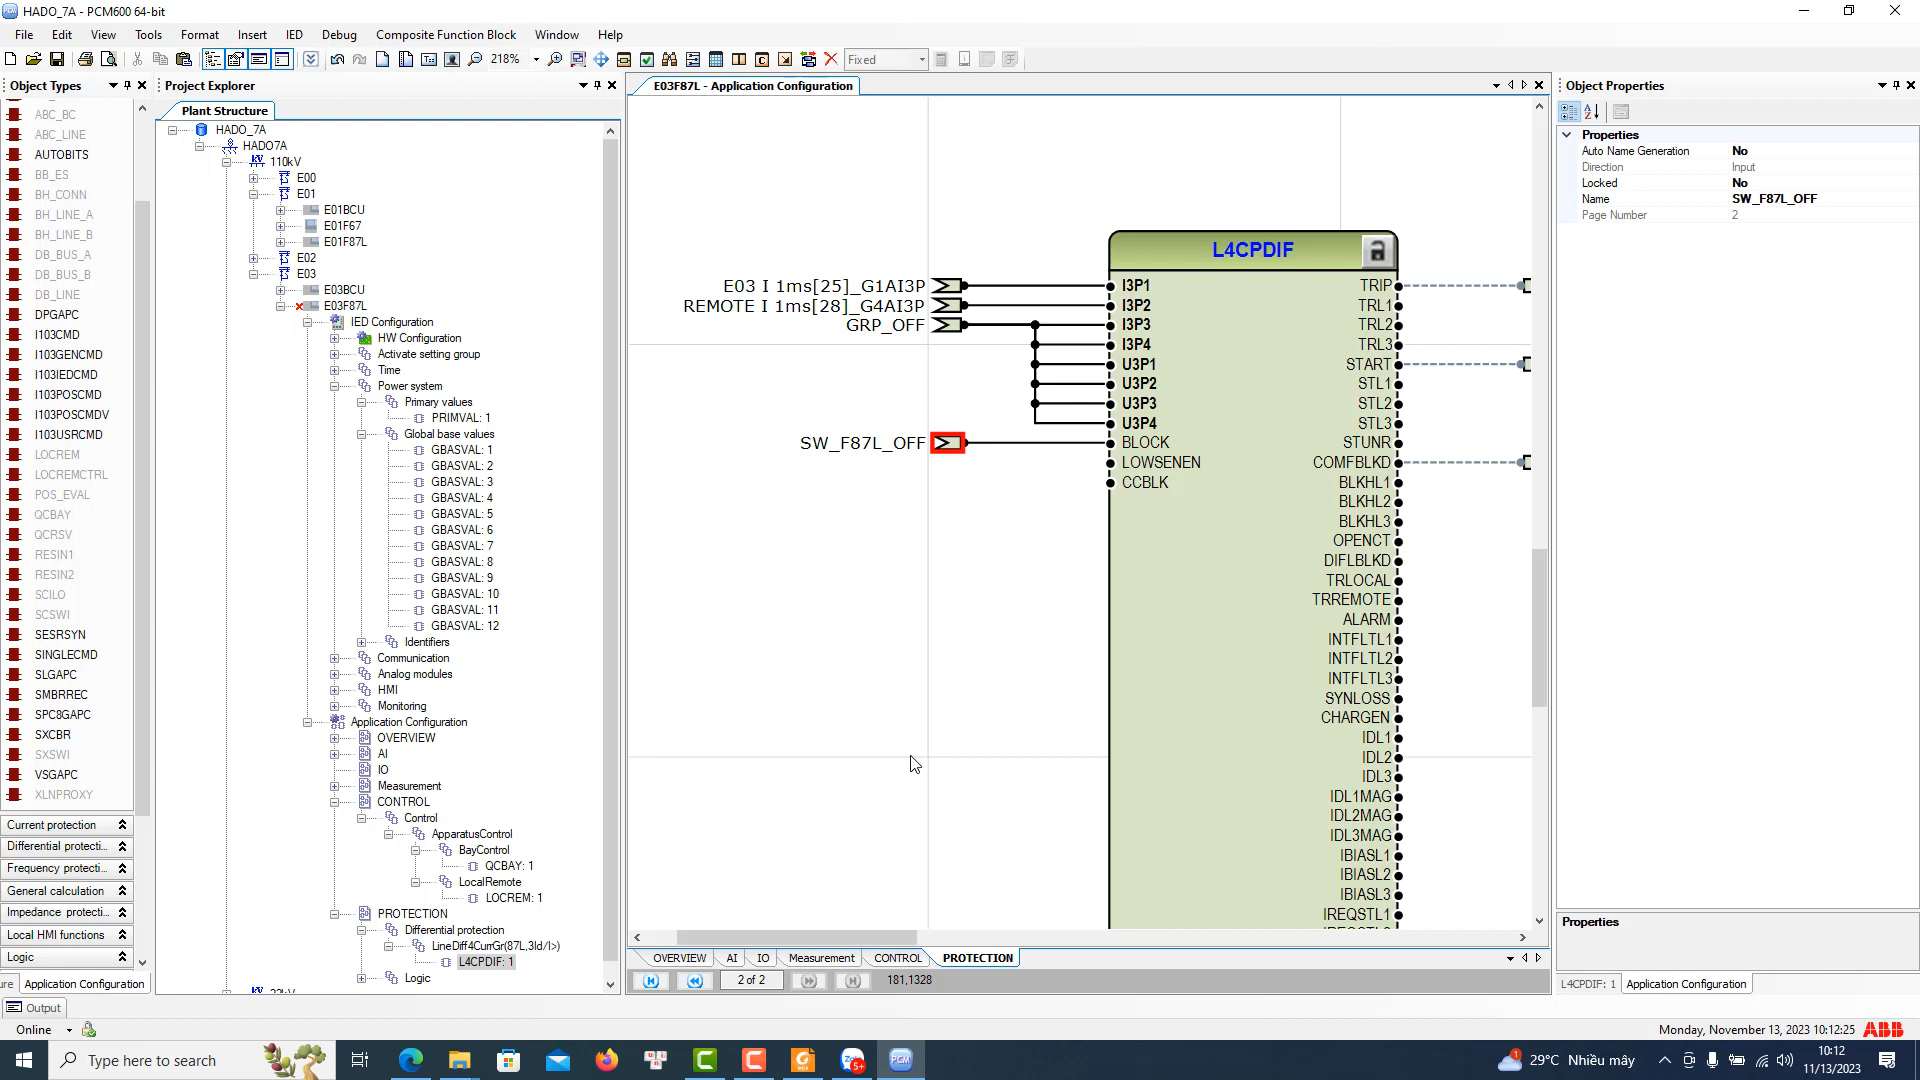 HADO_7A - PCM600 64-bit
File Edit View Tools Format Insert IED Debug Composite Function Block Window Help
218% Fixed
Object Types
ABC_BC
ABC_LINE
AUTOBITS
BB_ES
BH_CONN
BH_LINE_A
BH_LINE_B
DB_BUS_A
DB_BUS_B
DB_LINE
DPGAPC
I103CMD
I103GENCMD
I103IEDCMD
I103POSCMD
I103POSCMDV
I103USRCMD
LOCREM
LOCREMCTRL
POS_EVAL
QCBAY
QCRSV
RESIN1
RESIN2
SCILO
SCSWI
SESRSYN
SINGLECMD
SLGAPC
SMBRREC
SPC8GAPC
SXCBR
SXSWI
VSGAPC
XLNPROXY
Current protection
Differential protecti...
Frequency protecti...
General calculation
Impedance protecti...
Local HMI functions
Logic
ure Application Configuration
Project Explorer
Plant Structure
HADO_7A
HADO7A
110kV
E00
E01
E01BCU
E01F67
E01F87L
E02
E03
E03BCU
E03F87L
IED Configuration
HW Configuration
Activate setting group
Time
Power system
Primary values
PRIMVAL: 1
Global base values
GBASVAL: 1
GBASVAL: 2
GBASVAL: 3
GBASVAL: 4
GBASVAL: 5
GBASVAL: 6
GBASVAL: 7
GBASVAL: 8
GBASVAL: 9
GBASVAL: 10
GBASVAL: 11
GBASVAL: 12
Identifiers
Communication
Analog modules
HMI
Monitoring
Application Configuration
OVERVIEW
AI
IO
Measurement
CONTROL
Control
ApparatusControl
BayControl
QCBAY: 1
LocalRemote
LOCREM: 1
PROTECTION
Differential protection
LineDiff4CurrGr(87L,3Id/I>)
L4CPDIF: 1
Logic
E03F87L - Application Configuration
L4CPDIF
E03 I 1ms[25]_G1AI3P
REMOTE I 1ms[28]_G4AI3P
GRP_OFF
SW_F87L_OFF
I3P1
I3P2
I3P3
I3P4
U3P1
U3P2
U3P3
U3P4
BLOCK
LOWSENEN
CCBLK
TRIP
TRL1
TRL2
TRL3
START
STL1
STL2
STL3
STUNR
COMFBLKD
BLKHL1
BLKHL2
BLKHL3
OPENCT
DIFLBLKD
TRLOCAL
TRREMOTE
ALARM
INTFLTL1
INTFLTL2
INTFLTL3
SYNLOSS
CHARGEN
IDL1
IDL2
IDL3
IDL1MAG
IDL2MAG
IDL3MAG
IBIASL1
IBIASL2
IBIASL3
IREQSTL1
OVERVIEW AI IO Measurement CONTROL PROTECTION
2 of 2 181,1328
Object Properties
Properties
Auto Name Generation No
Direction Input
Locked No
Name SW_F87L_OFF
Page Number 2
Properties
L4CPDIF: 1 Application Configuration
Output
Online
Monday, November 13, 2023 10:12:25 ABB
Type here to search
PCM
29°C Nhiều mây
10:12
11/13/2023